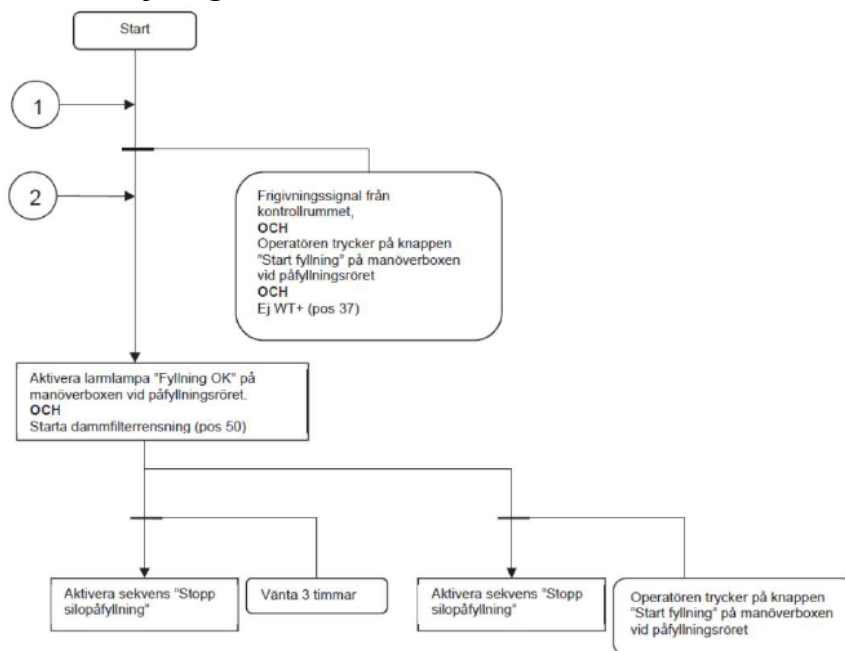 Start
1
2
Frigivningssignal från
kontrollrummet,
OCH
Operatören trycker på knappen
"Start fyllning" på manöverboxen
vid påfyllningsröret
OCH
Ej WT+ (pos 37)
Aktivera larmlampa "Fyllning OK" på
manöverboxen vid påfyllningsröret.
OCH
Starta dammfilterrensning (pos 50)
Aktivera sekvens "Stopp
silopåfyllning"
Vänta 3 timmar
Aktivera sekvens "Stopp
silopåfyllning"
Operatören trycker på knappen
"Start fyllning" på manöverboxen
vid påfyllningsröret